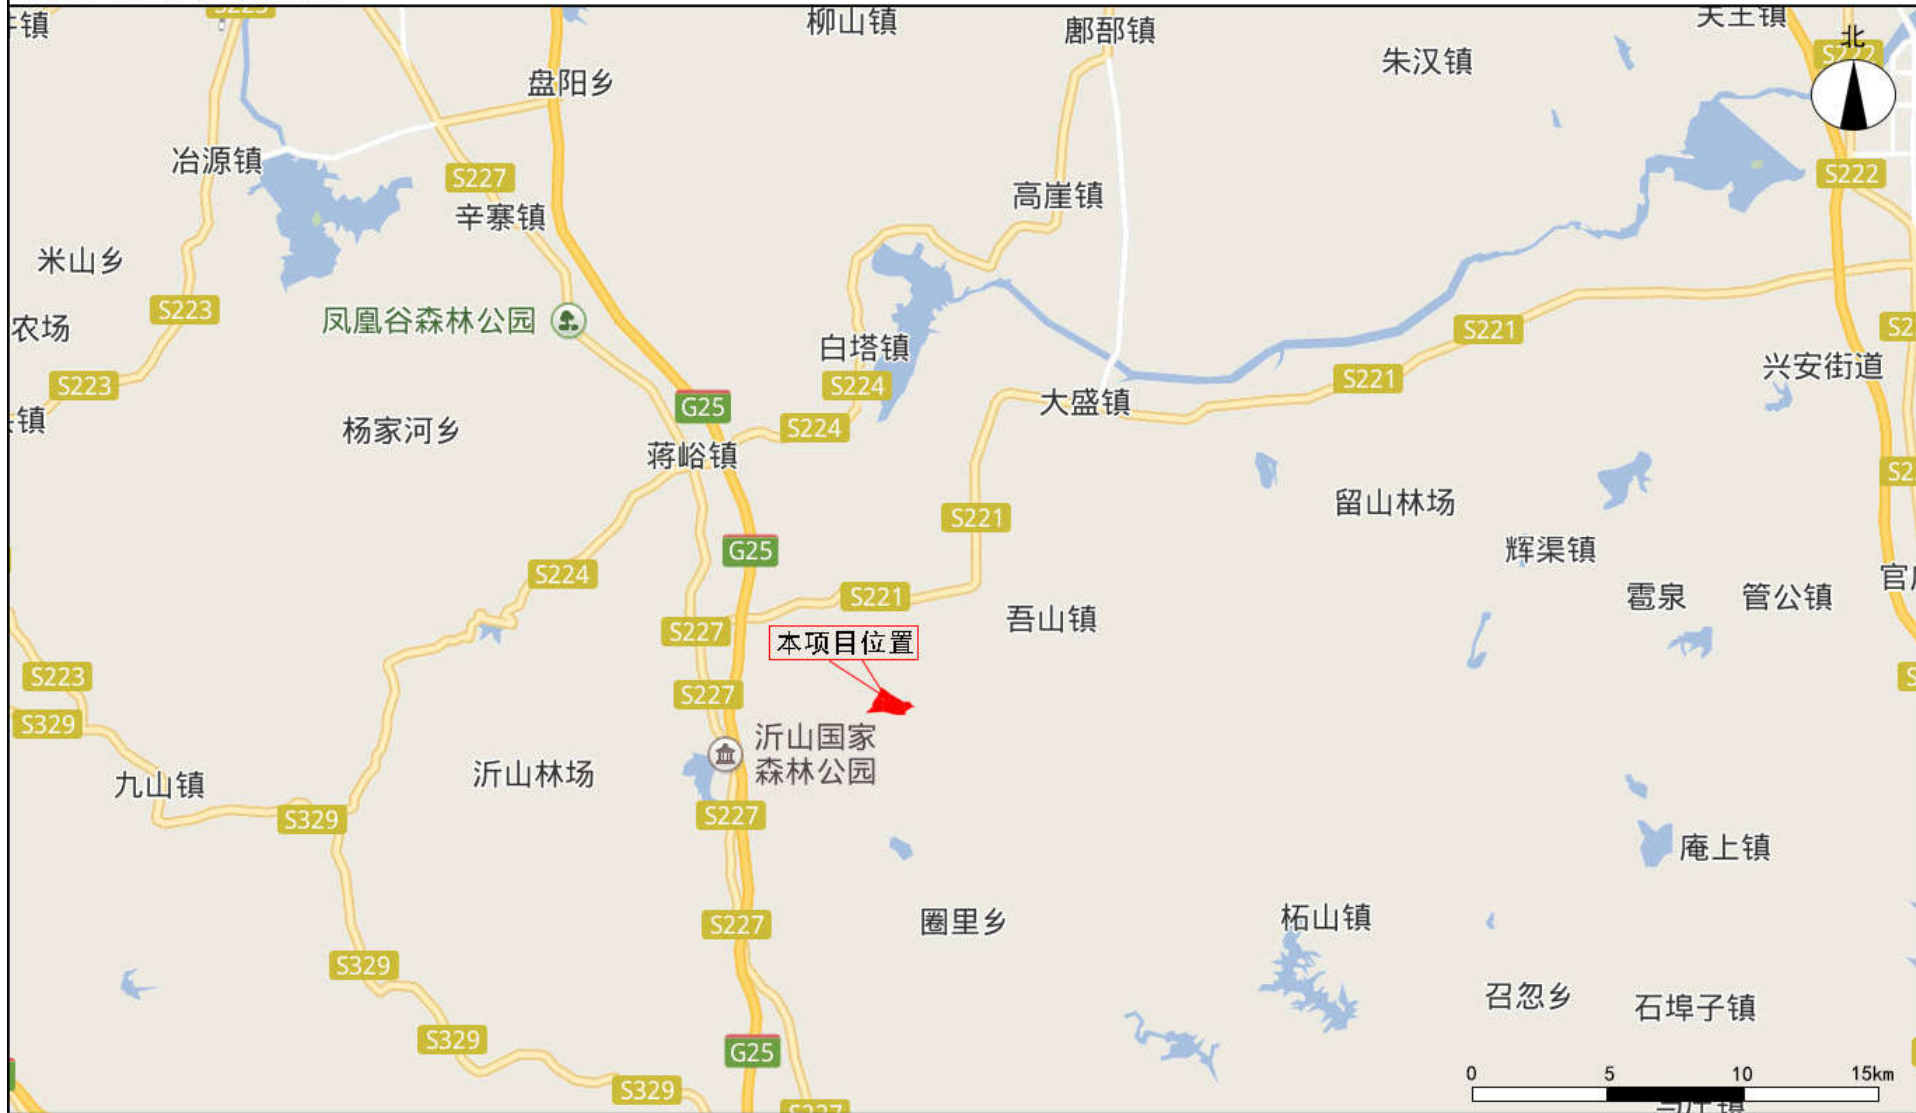 柳山镇
鄌郚镇
朱汉镇
北
S222
盘阳乡
冶源镇
S227
辛寨镇
高崖镇
S222
米山乡
S223
凤凰谷森林公园
农场
白塔镇
S221
兴安街道
S223
S224
S221
G25
大盛镇
杨家河乡
S224
蒋峪镇
留山林场
S221
G25
辉渠镇
S224
S221
雹泉
管公镇
吾山镇
S227
本项目位置
S223
S227
S329
沂山国家
森林公园
九山镇
沂山林场
S329
S227
庵上镇
圈里乡
S227
柘山镇
S329
召忽乡
石埠子镇
S329
G25
0 5 10 15km
S329
S227